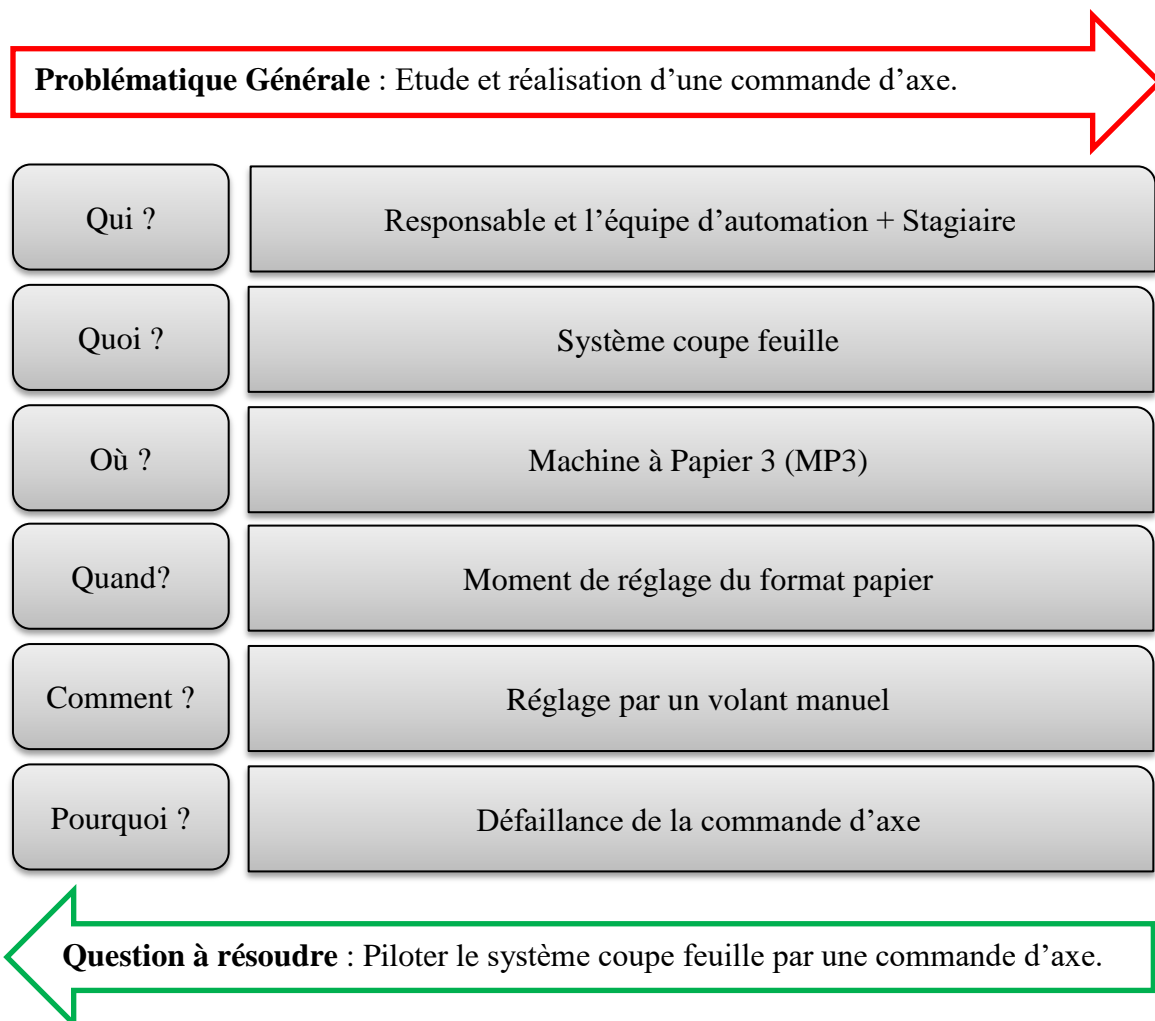 Problématique Générale : Etude et réalisation d’une commande d’axe.
Qui ?
Responsable et l’équipe d’automation + Stagiaire
Quoi ?
Système coupe feuille
Où ?
Machine à Papier 3 (MP3)
Quand?
Moment de réglage du format papier
Comment ?
Réglage par un volant manuel
Pourquoi ?
Défaillance de la commande d’axe
Question à résoudre : Piloter le système coupe feuille par une commande d’axe.